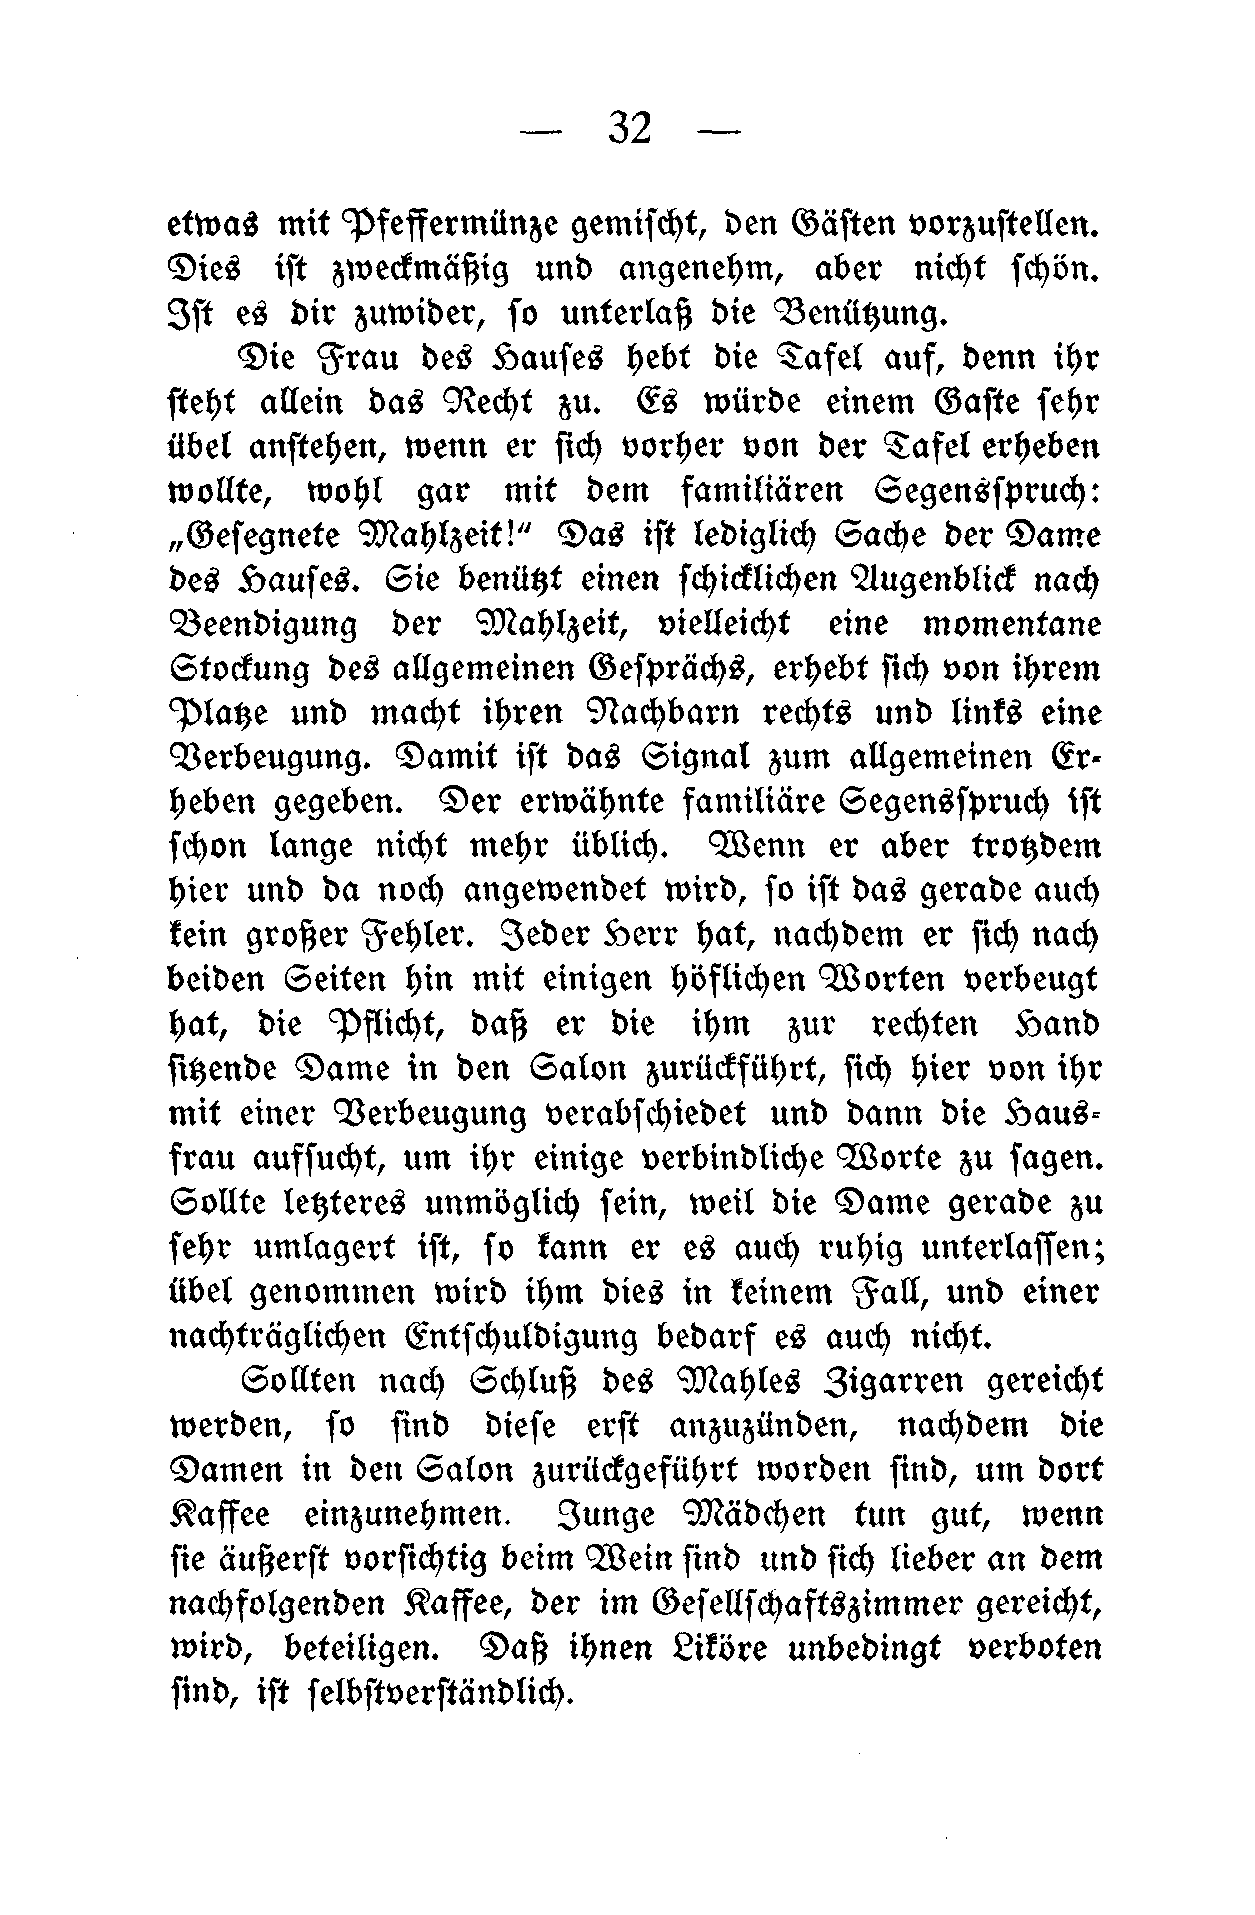 — 32 —
etwas mit Pfeffermünze gemischt, den Gästen vorzustellen.
Dies ist zweckmäßig und angenehm, aber nicht schön.
Ist es dir zuwider, so unterlaß die Benützung.
Die Frau des Hauses hebt die Tafel auf, denn ihr
steht allein das Recht zu. Es würde einem Gaste sehr
übel anstehen, wenn er sich vorher von der Tafel erheben
wollte, wohl gar mit dem familiären Segensspruch:
„Gesegnete Mahlzeit!" Das ist lediglich Sache der Dame
des Hauses. Sie benützt einen schicklichen Augenblick nach
Beendigung der Mahlzeit, vielleicht eine momentane
Stockung des allgemeinen Gesprächs, erhebt sich von ihrem
Platze und macht ihren Nachbarn rechts und links eine
Verbeugung. Damit ist das Signal zum allgemeinen Er-
heben gegeben. Der erwähnte familiäre Segensspruch ist
schon lange nicht mehr üblich. Wenn er aber trotzdem
hier und da noch angewendet wird, so ist das gerade auch
kein großer Fehler. Jeder Herr hat, nachdem er sich nach
beiden Seiten hin mit einigen höflichen Worten verbeugt
hat, die Pflicht, daß er die ihm zur rechten Hand
sitzende Dame in den Salon zurückführt, sich hier von ihr
mit einer Verbeugung verabschiedet und dann die Haus-
frau aufsucht, um ihr einige verbindliche Worte zu sagen.
Sollte letzteres unmöglich sein, weil die Dame gerade zu
sehr umlagert ist, so kann er es auch ruhig unterlassen;
übel genommen wird ihm dies in keinem Fall, und einer
nachträglichen Entschuldigung bedarf es auch nicht.
Sollten nach Schluß des Mahles Zigarren gereicht
werden, so sind diese erst anzuzünden, nachdem die
Damen in den Salon zurückgeführt worden sind, um dort
Kaffee einzunehmen. Junge Mädchen tun gut, wenn
sie äußerst vorsichtig beim Wein sind und sich lieber an dem
nachfolgenden Kaffee, der im Gesellschaftszimmer gereicht,
wird, beteiligen. Daß ihnen Liköre unbedingt verboten
sind, ist selbstverständlich.